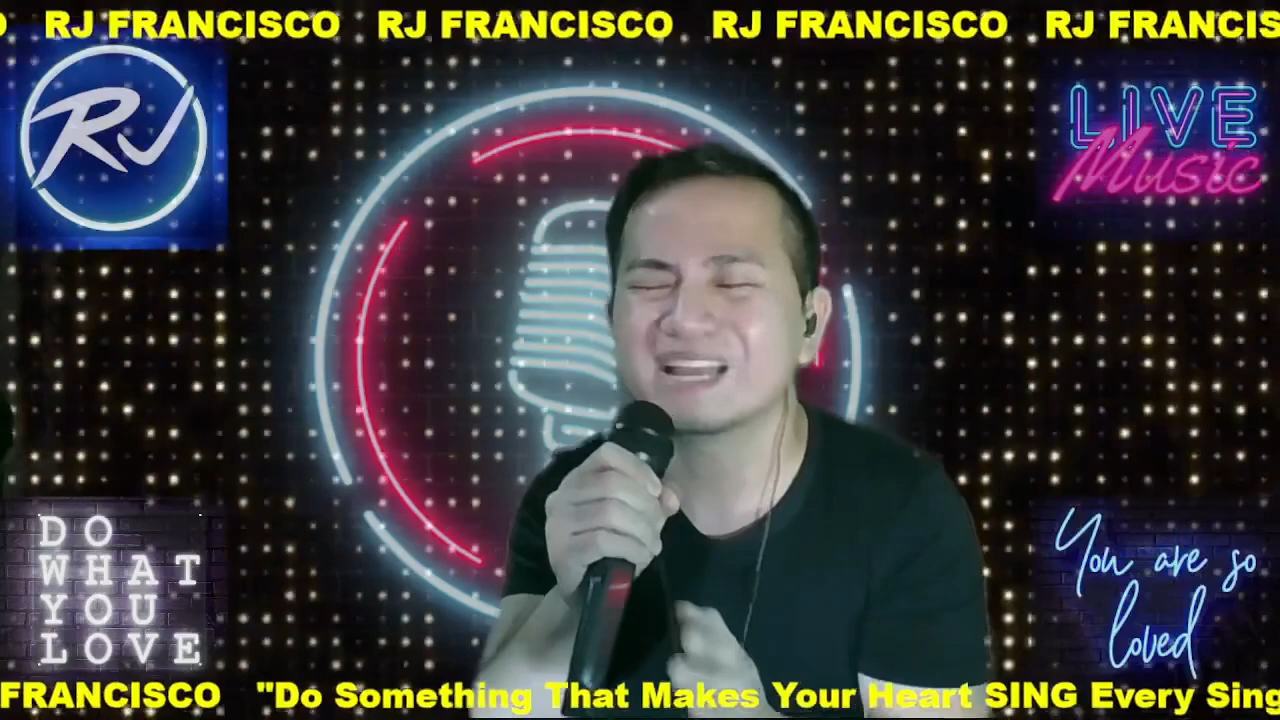 RJ FRANCISCO RJ FRANCISCO RJ FRANCISCO RJ FRANCIS
RJ
LIVE
Music
DO
WHAT
YOU
LOVE
You are so
loved
FRANCISCO "Do Something That Makes Your Heart SING Every Sing